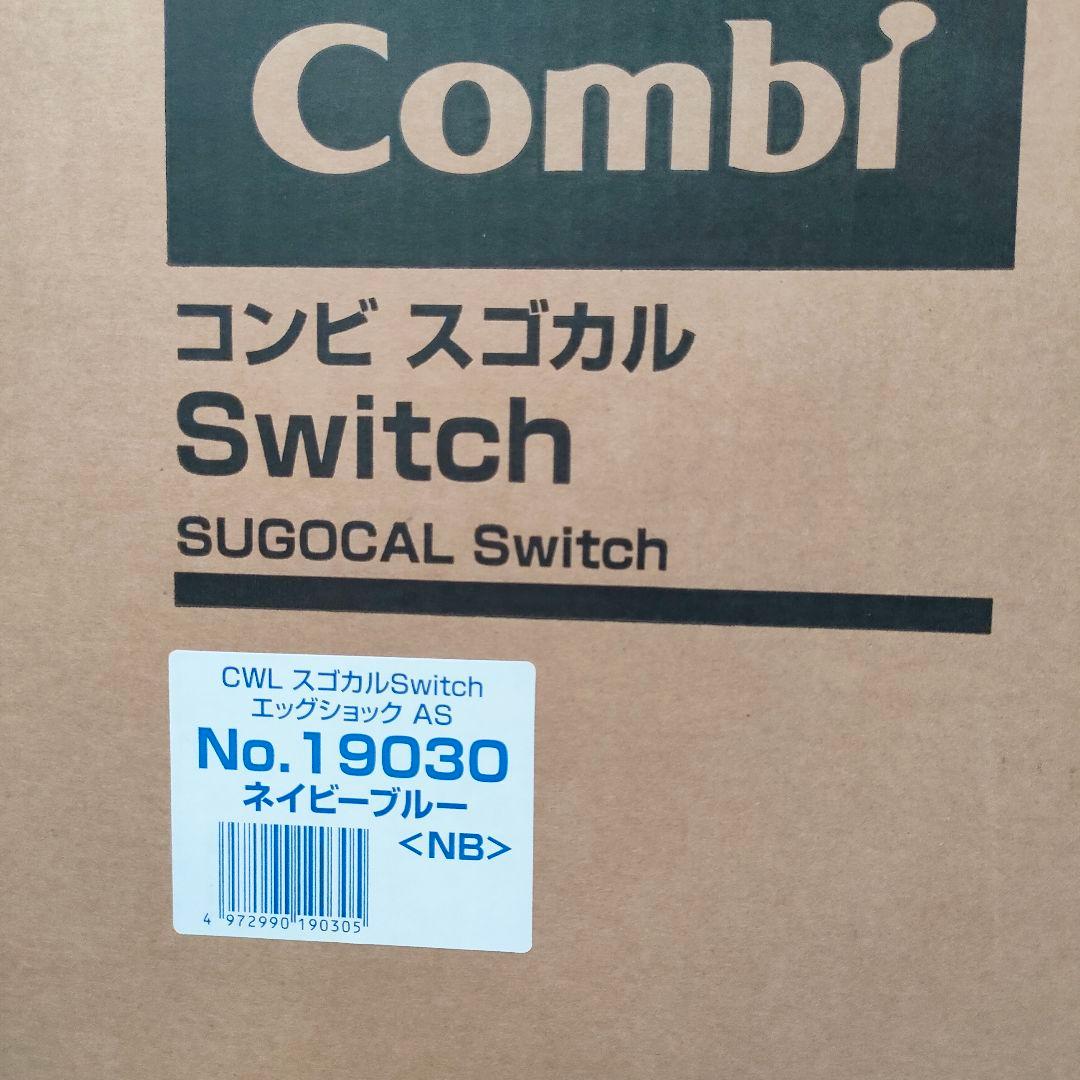 Combi
コンビ スゴカル
Switch
SUGOCAL Switch
CWL スゴカルSwitch
エッグショック AS
No.19030
ネイビーブルー
<NB>
4 972990 190305